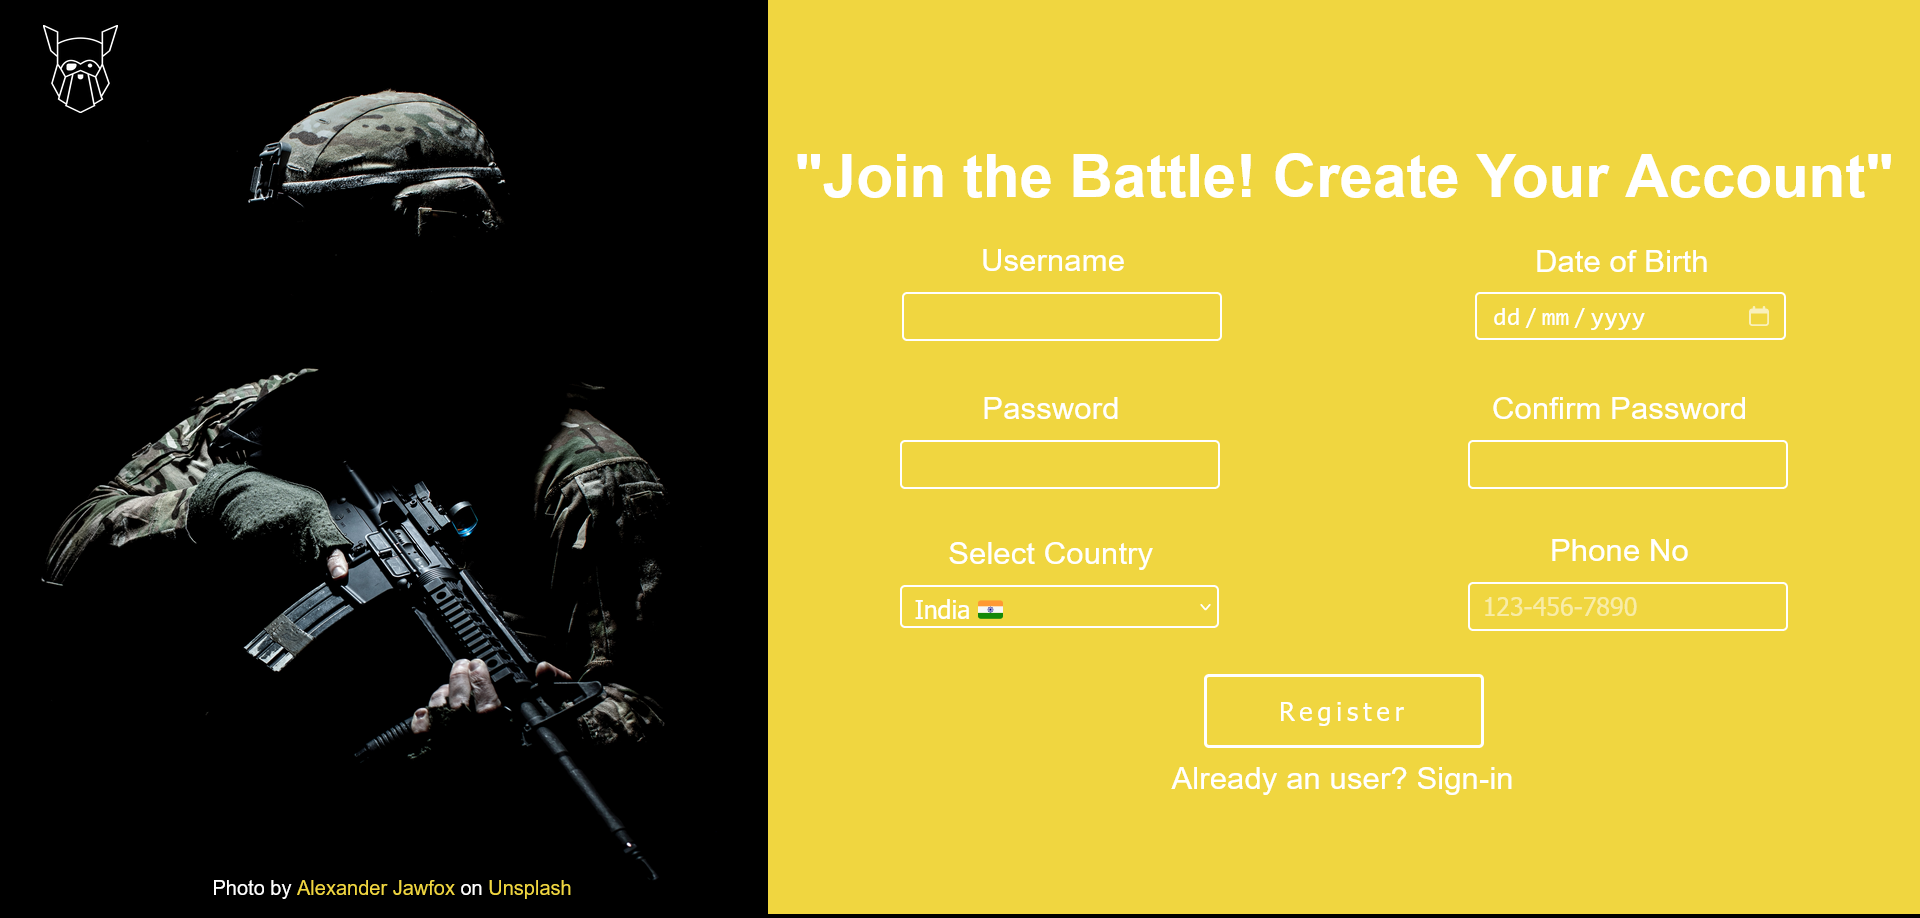 "Join the Battle! Create Your Account"
Username
Date of Birth
dd/mm/yyyy
Password
Confirm Password
Select Country
Phone No
India 🇮🇳
123-456-7890
Register
Already an user? Sign-in
Photo by Alexander Jawfox on Unsplash